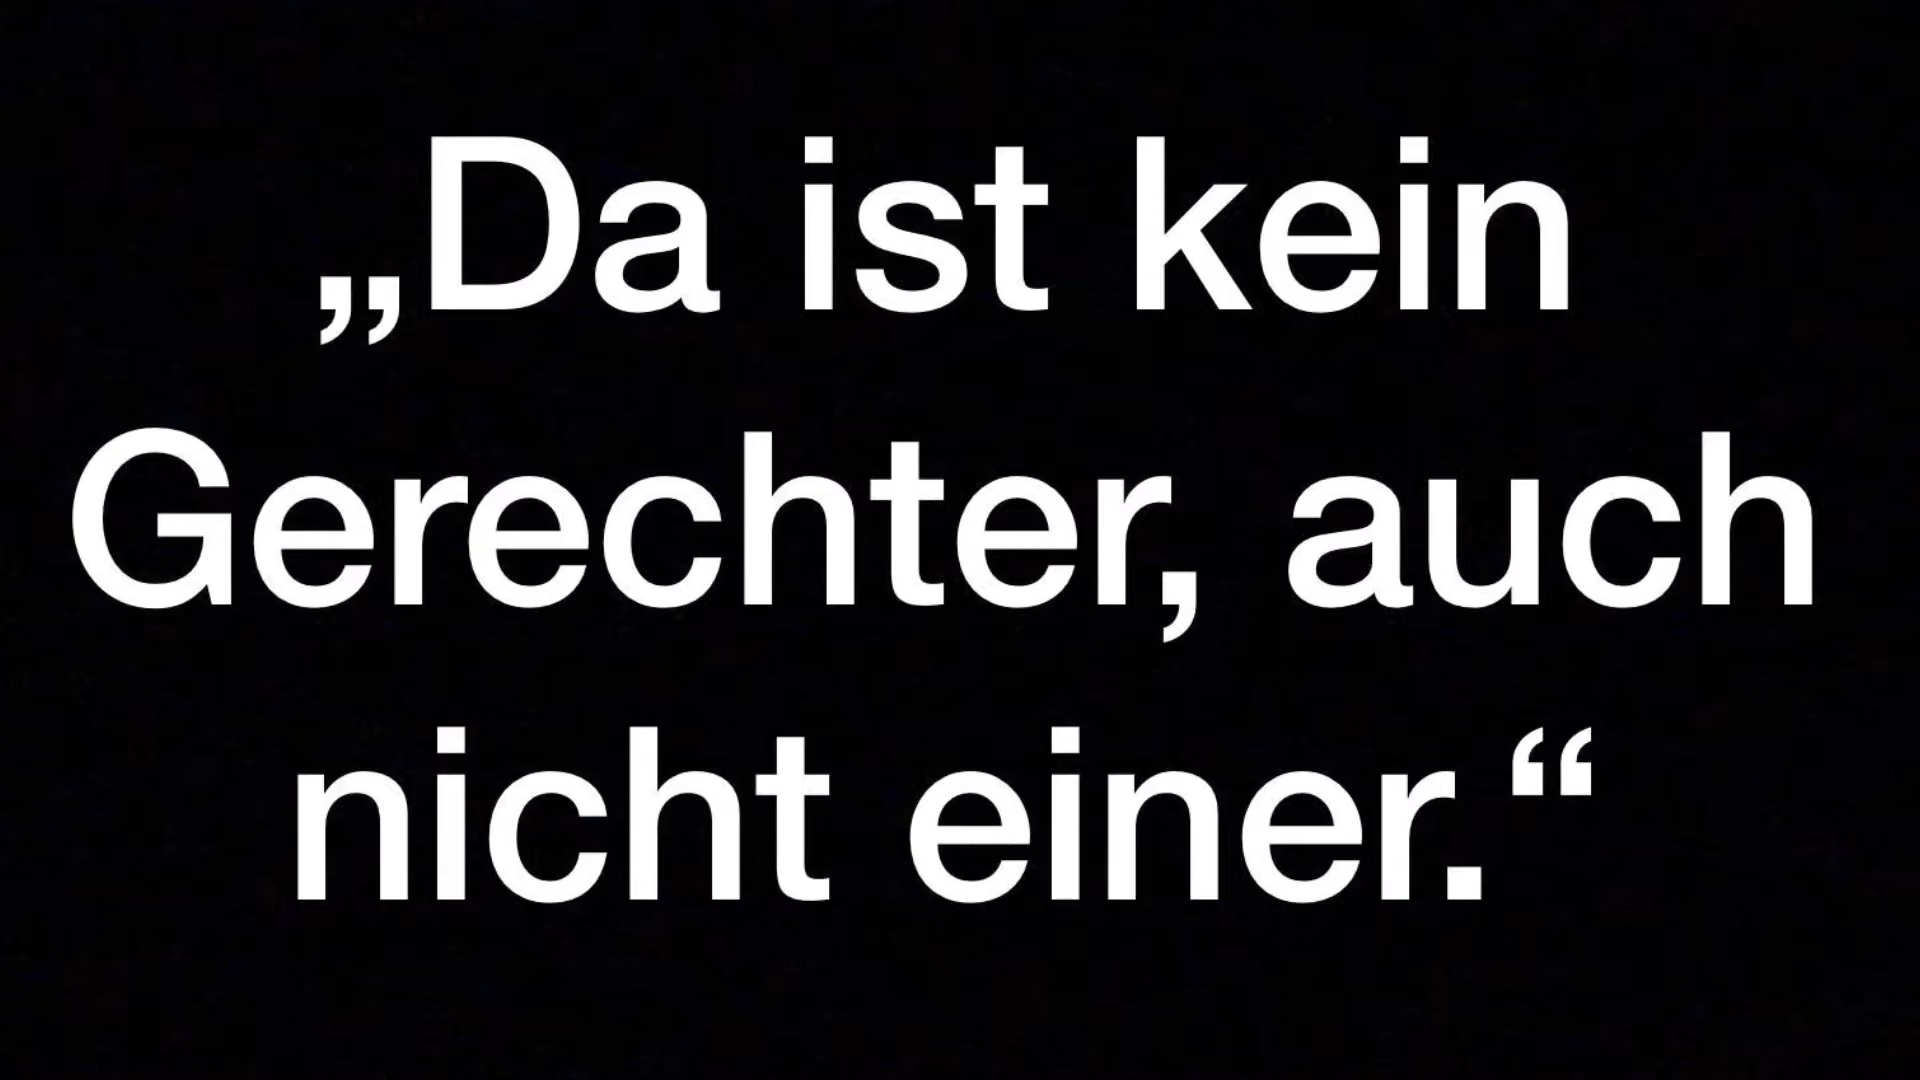 „Da ist kein
Gerechter, auch
nicht einer.“